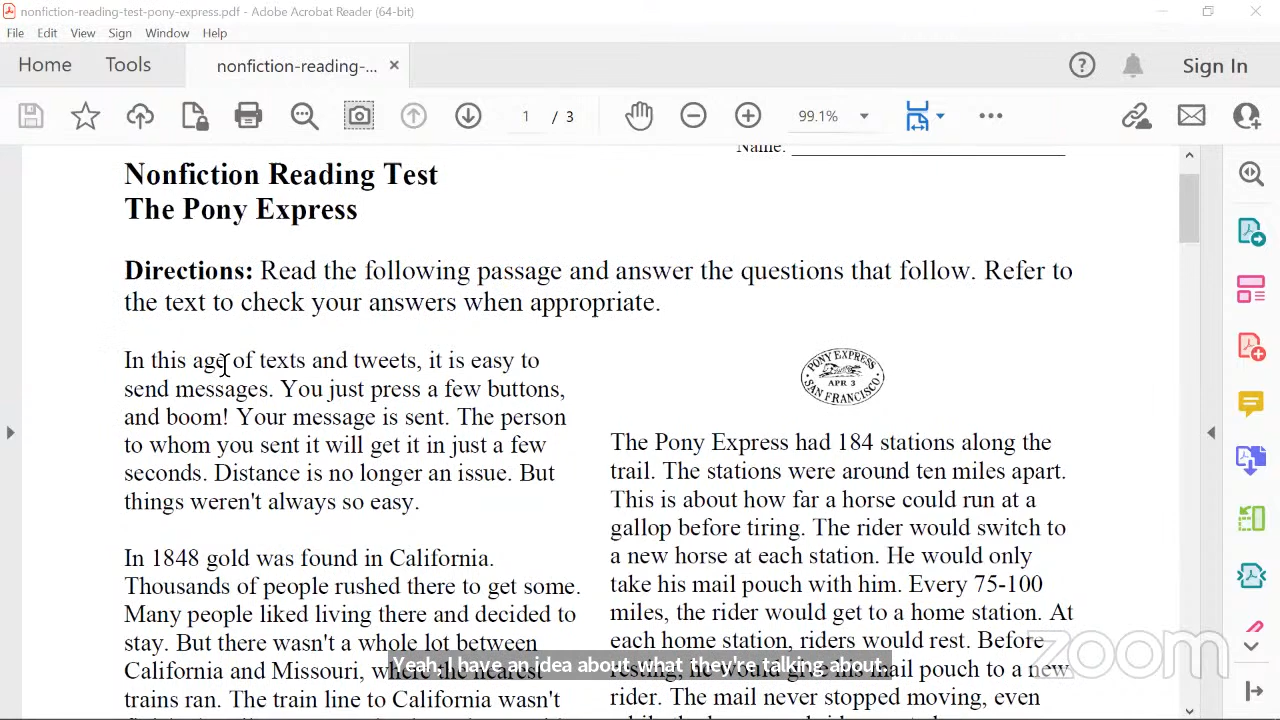 nonfiction-reading-test-pony-express.pdf - Adobe Acrobat Reader (64-bit)
File Edit View Sign Window Help
Home Tools nonfiction-reading-... × Sign In
1 / 3 99.1%
Name:
Nonfiction Reading Test
The Pony Express
Directions: Read the following passage and answer the questions that follow. Refer to
the text to check your answers when appropriate.
In this age of texts and tweets, it is easy to
send messages. You just press a few buttons,
and boom! Your message is sent. The person
to whom you sent it will get it in just a few
seconds. Distance is no longer an issue. But
things weren't always so easy.
In 1848 gold was found in California.
Thousands of people rushed there to get some.
Many people liked living there and decided to
stay. But there wasn't a whole lot between
California and Missouri, where the nearest
trains ran. The train line to California wasn't
PONY EXPRESS
APR 3
SAN FRANCISCO
The Pony Express had 184 stations along the
trail. The stations were around ten miles apart.
This is about how far a horse could run at a
gallop before tiring. The rider would switch to
a new horse at each station. He would only
take his mail pouch with him. Every 75-100
miles, the rider would get to a home station. At
each home station, riders would rest. Before
resting, he would give his mail pouch to a new
rider. The mail never stopped moving, even
Yeah, I have an idea about what they're talking about.
zoom